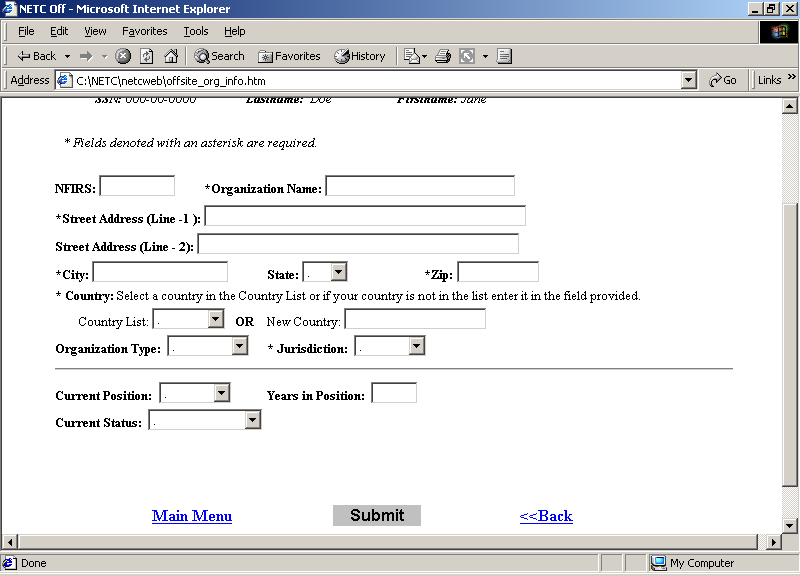 NETC Off - Microsoft Internet Explorer
File Edit View Favorites Tools Help
Back Search Favorites History
Address C:\NETC\netcweb\offsite_org_info.htm Go Links »
SSN: 000-00-0000 Lastname: Doe Firstname: Jane
* Fields denoted with an asterisk are required.
NFIRS: *Organization Name:
*Street Address (Line -1 ):
Street Address (Line - 2):
*City: State: . *Zip:
* Country: Select a country in the Country List or if your country is not in the list enter it in the field provided.
Country List: . OR New Country:
Organization Type: . * Jurisdiction: .
Current Position: . Years in Position:
Current Status: .
Main Menu Submit <<Back
Done My Computer